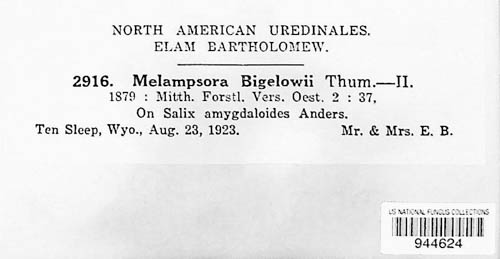 NORTH AMERICAN UREDINALES.
ELAM BARTHOLOMEW.
2916. Melampsora Bigelowii Thum.—II.
1879 : Mitth. Forstl. Vers. Oest. 2 : 37,
On Salix amygdaloides Anders.
Ten Sleep, Wyo., Aug. 23, 1923. Mr. & Mrs. E. B.
US NATIONAL FUNGUS COLLECTIONS
944624